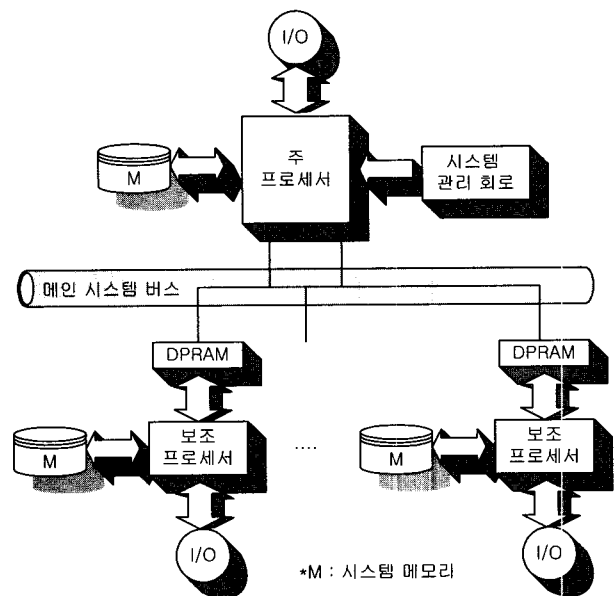 I/O
주
프로세서
M
시스템
관리 회로
메인 시스템 버스
DPRAM
DPRAM
보조
프로세서
M
....
보조
프로세서
M
I/O
I/O
*M : 시스템 메모리